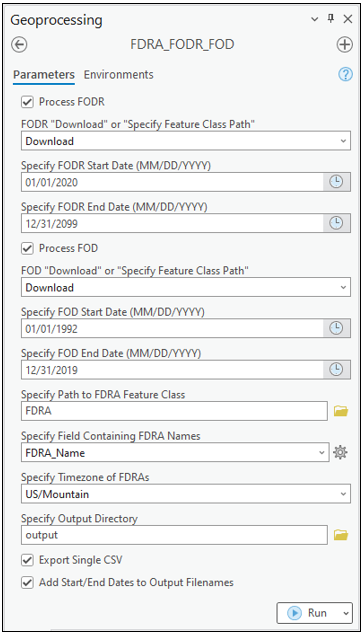 Geoprocessing
FDRA_FODR_FOD
Parameters Environments
Process FODR
FODR "Download" or "Specify Feature Class Path"
Download
Specify FODR Start Date (MM/DD/YYYY)
01/01/2020
Specify FODR End Date (MM/DD/YYYY)
12/31/2099
Process FOD
FOD "Download" or "Specify Feature Class Path"
Download
Specify FOD Start Date (MM/DD/YYYY)
01/01/1992
Specify FOD End Date (MM/DD/YYYY)
12/31/2019
Specify Path to FDRA Feature Class
FDRA
Specify Field Containing FDRA Names
FDRA_Name
Specify Timezone of FDRAs
US/Mountain
Specify Output Directory
output
Export Single CSV
Add Start/End Dates to Output Filenames
Run